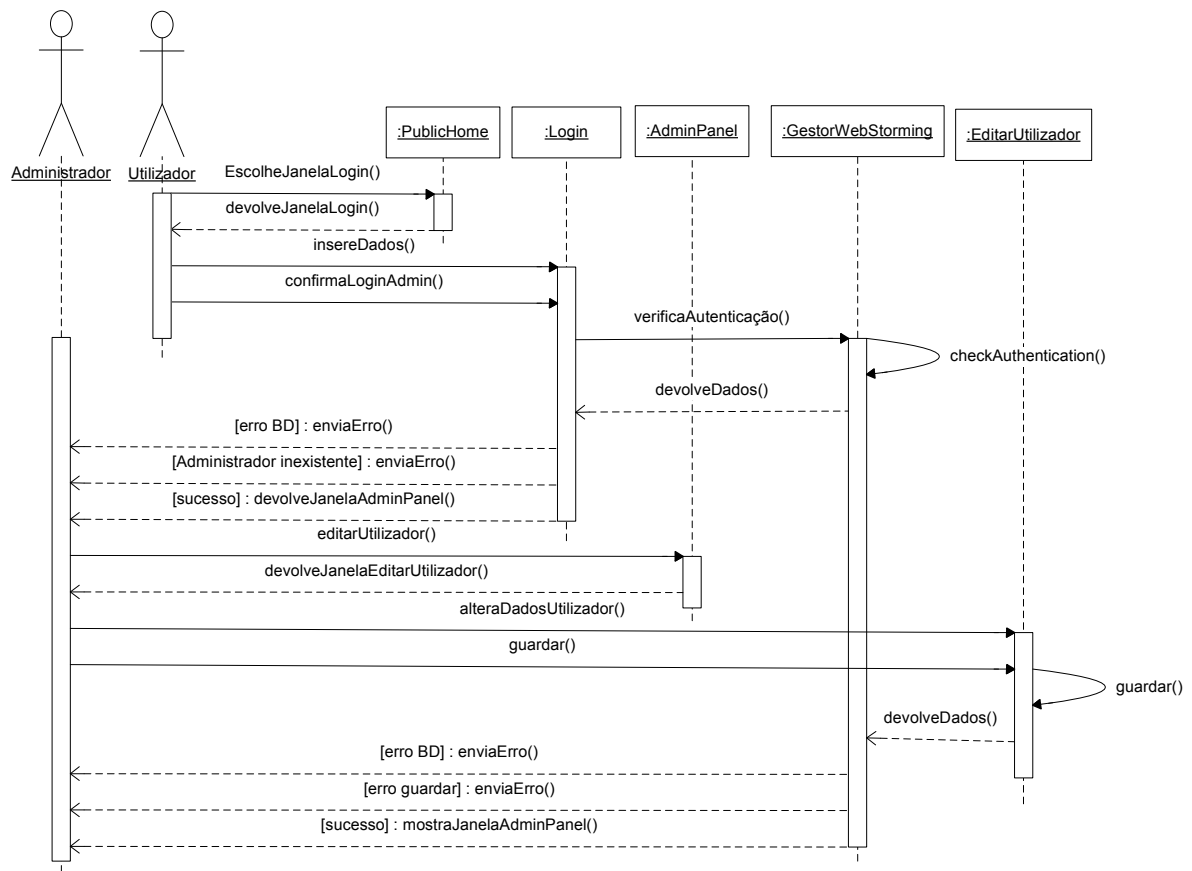 :PublicHome
:Login
:AdminPanel
:GestorWebStorming
:EditarUtilizador
Administrador
Utilizador
EscolheJanelaLogin()
devolveJanelaLogin()
insereDados()
confirmaLoginAdmin()
verificaAutenticação()
checkAuthentication()
devolveDados()
[erro BD] : enviaErro()
[Administrador inexistente] : enviaErro()
[sucesso] : devolveJanelaAdminPanel()
editarUtilizador()
devolveJanelaEditarUtilizador()
alteraDadosUtilizador()
guardar()
guardar()
devolveDados()
[erro BD] : enviaErro()
[erro guardar] : enviaErro()
[sucesso] : mostraJanelaAdminPanel()